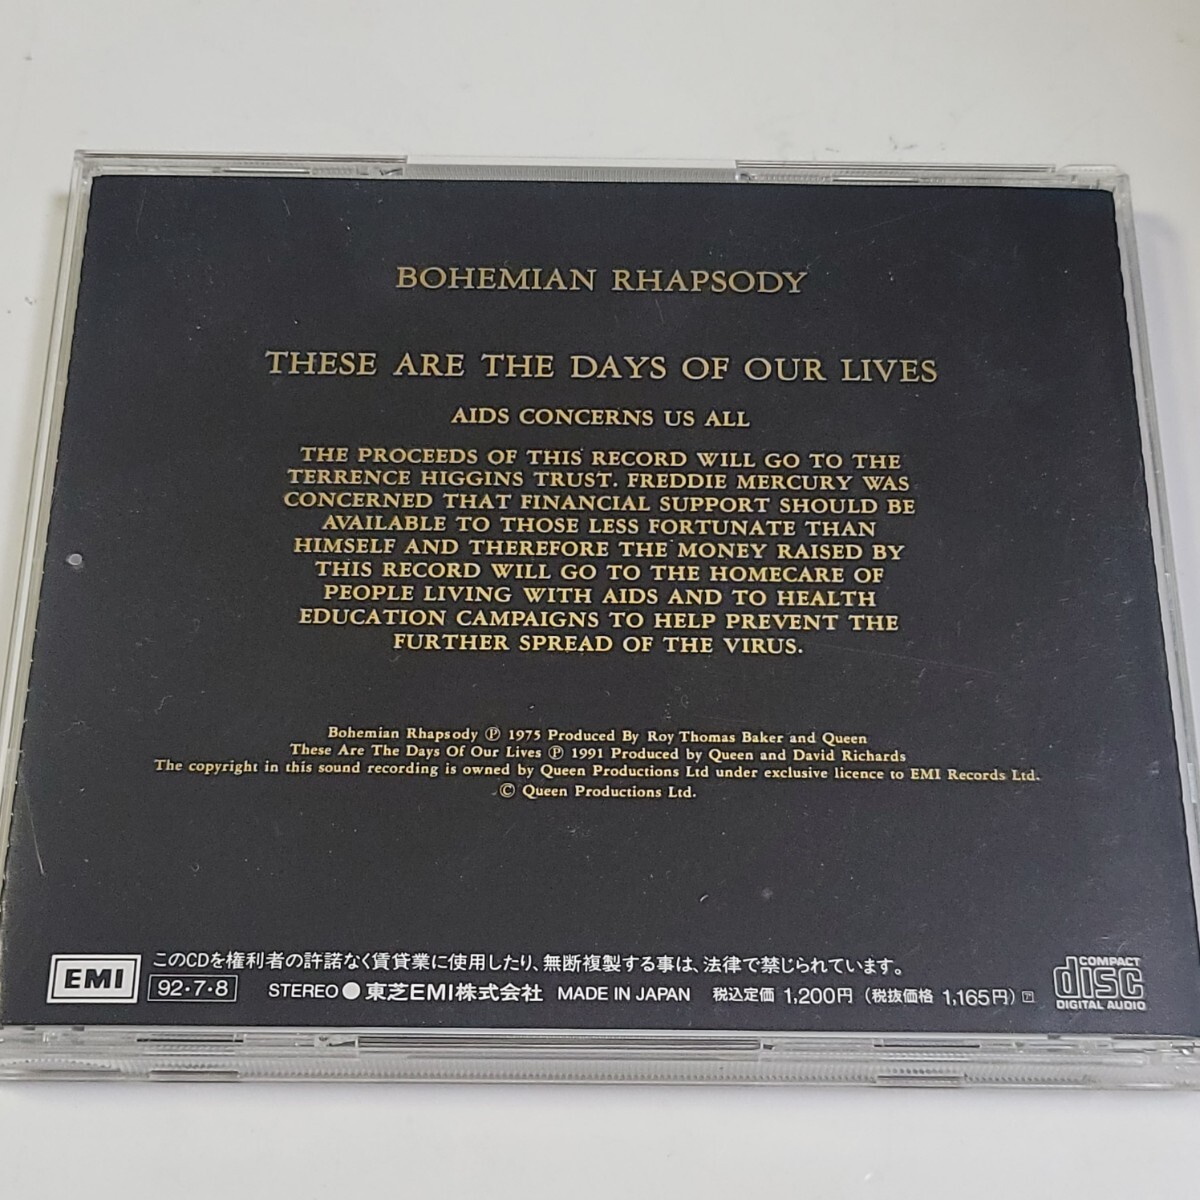 BOHEMIAN RHAPSODY
THESE ARE THE DAYS OF OUR LIVES
AIDS CONCERNS US ALL
THE PROCEEDS OF THIS RECORD WILL GO TO THE
TERRENCE HIGGINS TRUST. FREDDIE MERCURY WAS
CONCERNED THAT FINANCIAL SUPPORT SHOULD BE
AVAILABLE TO THOSE LESS FORTUNATE THAN
HIMSELF AND THEREFORE THE MONEY RAISED BY
THIS RECORD WILL GO TO THE HOMECARE OF
PEOPLE LIVING WITH AIDS AND TO HEALTH
EDUCATION CAMPAIGNS TO HELP PREVENT THE
FURTHER SPREAD OF THE VIRUS.
Bohemian Rhapsody Ⓟ 1975 Produced By Roy Thomas Baker and Queen
These Are The Days Of Our Lives Ⓟ 1991 Produced by Queen and David Richards
The copyright in this sound recording is owned by Queen Productions Ltd under exclusive licence to EMI Records Ltd.
© Queen Productions Ltd.
EMI
このCDを権利者の許諾なく賃貸業に使用したり、無断複製する事は、法律で禁じられています。
92・7・8
STEREO ● 東芝EMI株式会社 MADE IN JAPAN 税込定価 1,200円 (税抜価格 1,165円) ア
COMPACT
disc
DIGITAL AUDIO